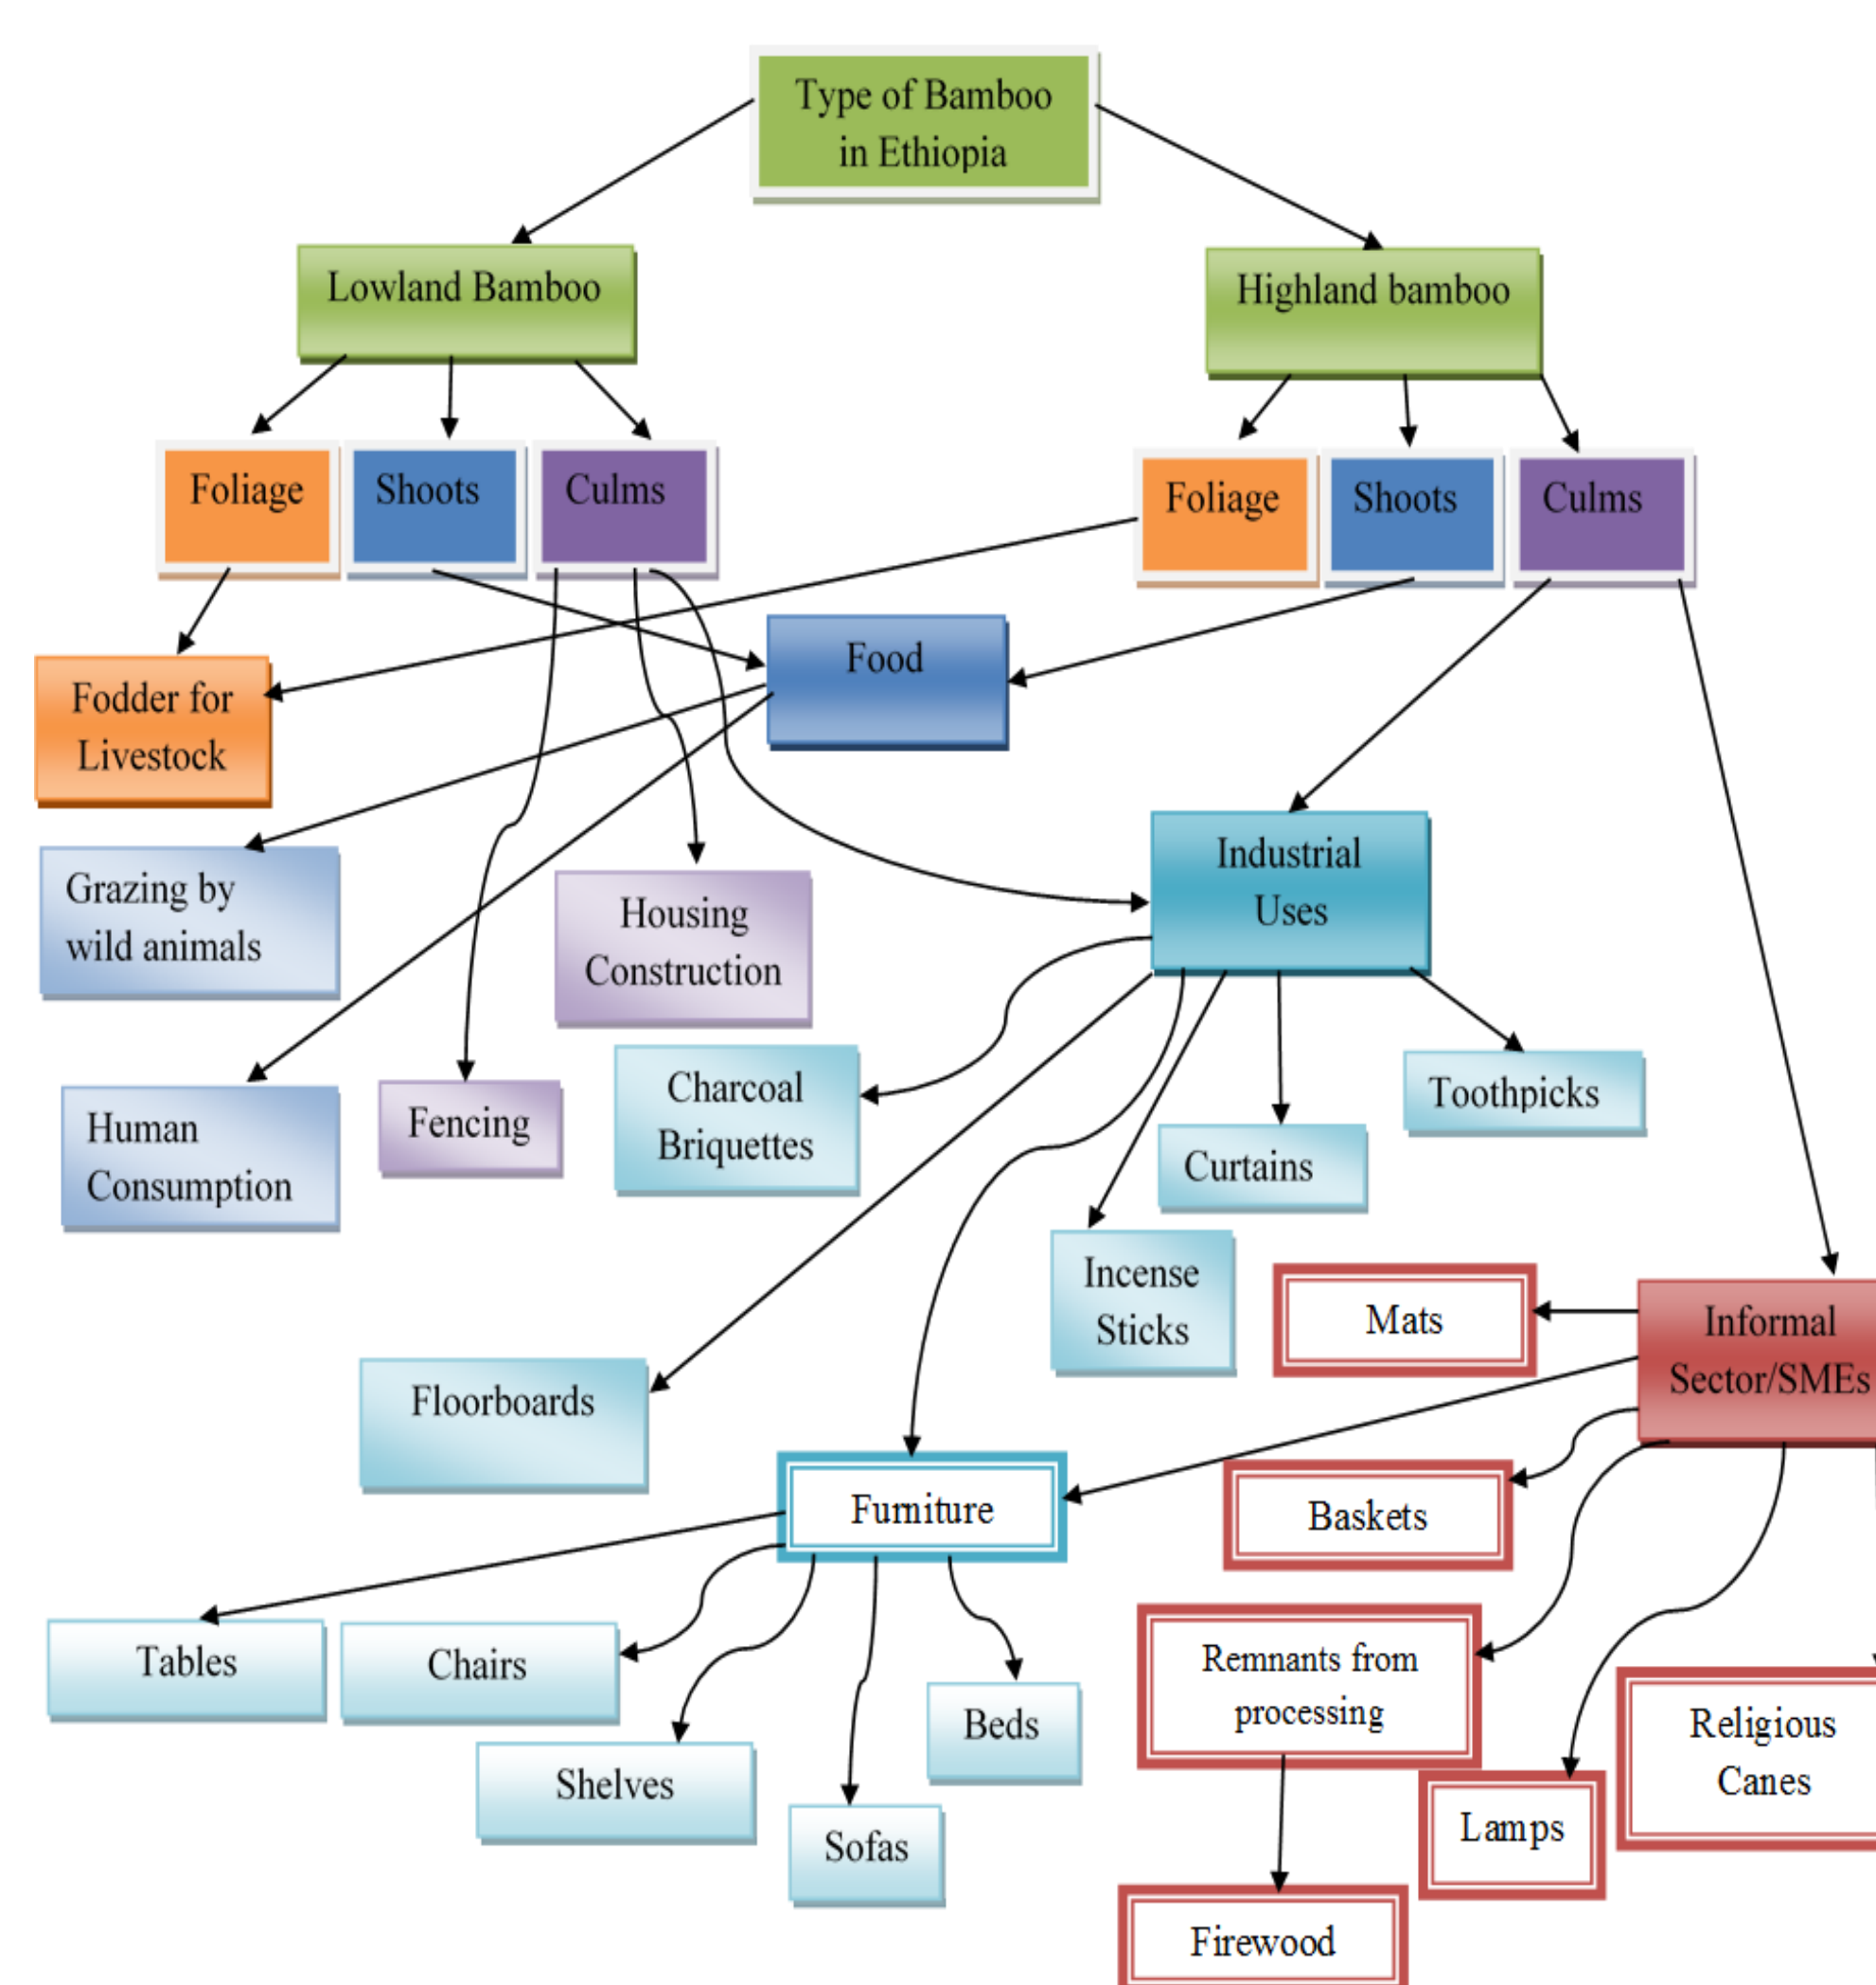 Type of Bamboo
in Ethiopia
Lowland Bamboo
Highland bamboo
Foliage
Shoots
Culms
Foliage
Shoots
Culms
Food
Fodder for
Livestock
Industrial
Uses
Grazing by
wild animals
Housing
Construction
Charcoal
Briquettes
Toothpicks
Human
Consumption
Fencing
Curtains
Incense
Sticks
Mats
Informal
Sector/SMEs
Floorboards
Furniture
Baskets
Tables
Chairs
Remnants from
processing
Beds
Religious
Canes
Shelves
Sofas
Lamps
Firewood